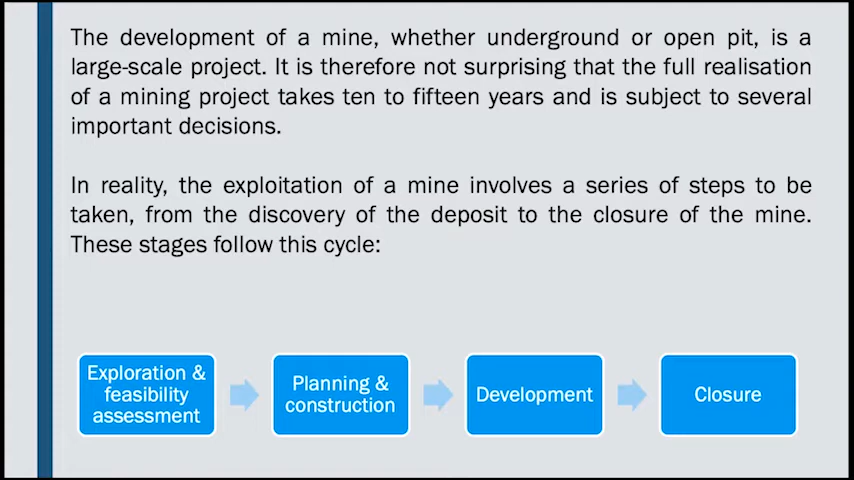 The development of a mine, whether underground or open pit, is a
large-scale project. It is therefore not surprising that the full realisation
of a mining project takes ten to fifteen years and is subject to several
important decisions.
In reality, the exploitation of a mine involves a series of steps to be
taken, from the discovery of the deposit to the closure of the mine.
These stages follow this cycle:
Exploration &
feasibility
assessment
Planning &
construction
Development
Closure